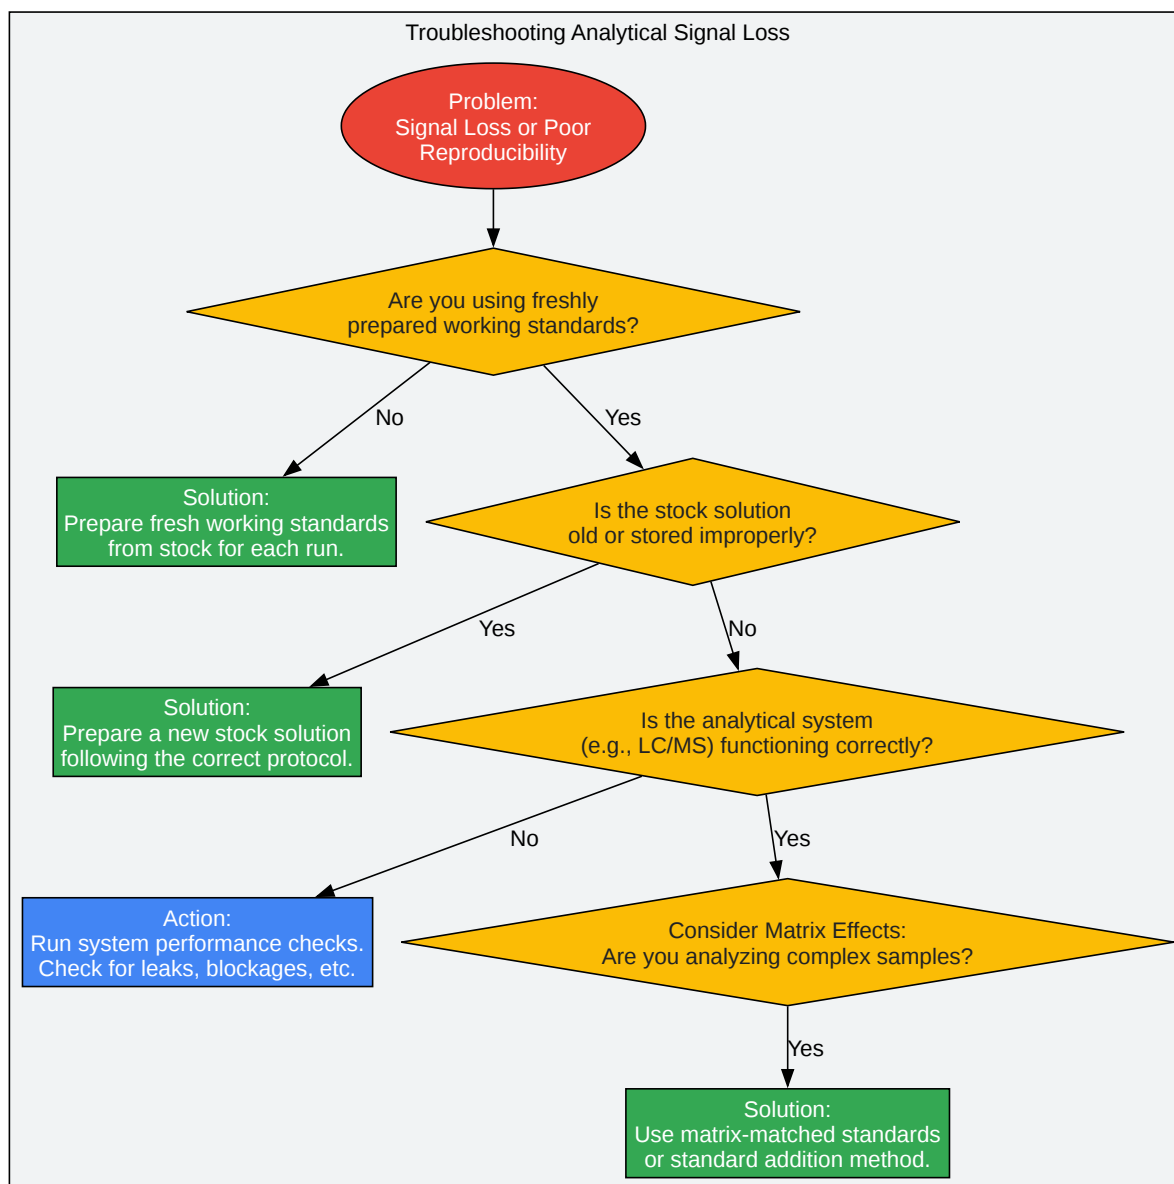 Troubleshooting Analytical Signal Loss
Problem:
Signal Loss or Poor
Reproducibility
Are you using freshly
prepared working standards?
No
Yes
Solution:
Prepare fresh working standards
from stock for each run.
Is the stock solution
old or stored improperly?
Yes
No
Solution:
Prepare a new stock solution
following the correct protocol.
Is the analytical system
(e.g., LC/MS) functioning correctly?
No
Yes
Action:
Run system performance checks.
Check for leaks, blockages, etc.
Consider Matrix Effects:
Are you analyzing complex samples?
Yes
Solution:
Use matrix-matched standards
or standard addition method.